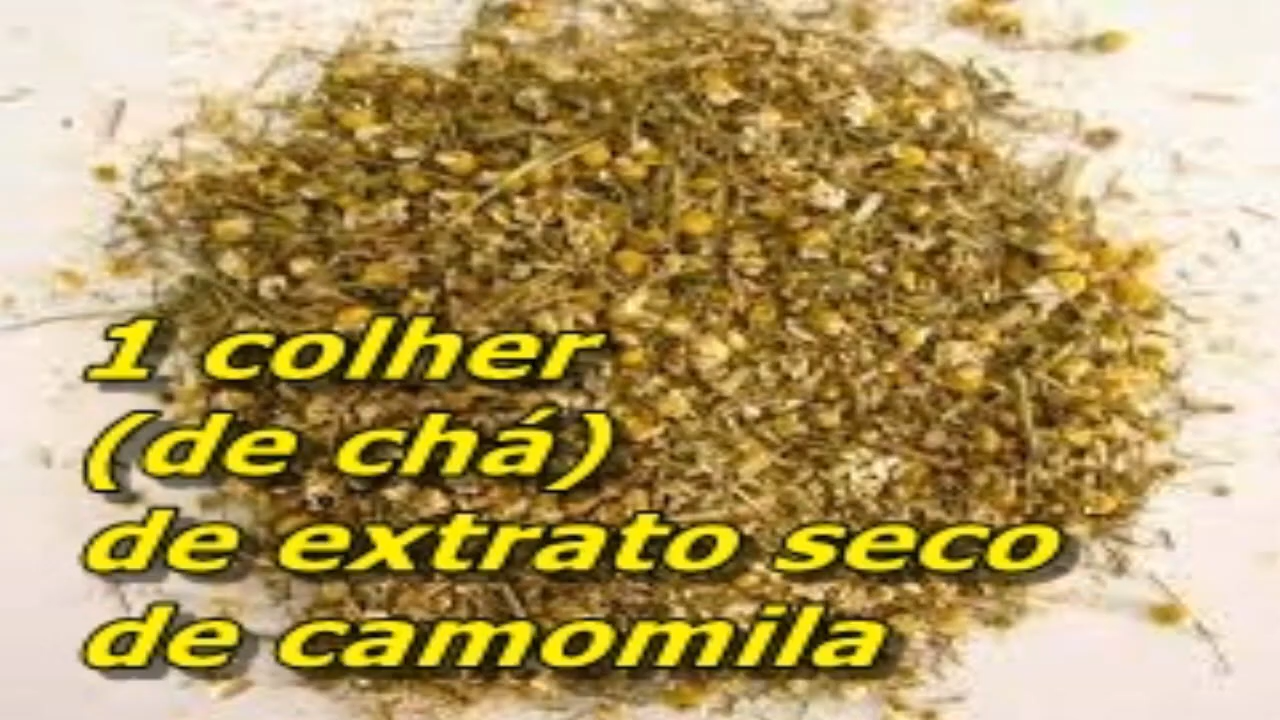 1 colher
(de chá)
de extrato seco
de camomila